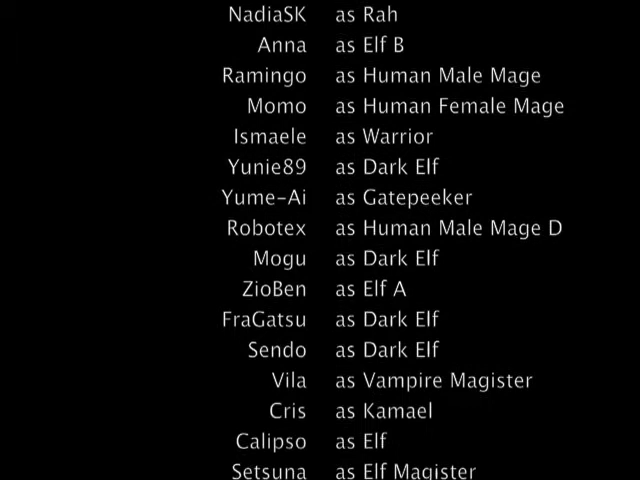 NadiaSK as Rah
Anna as Elf B
Ramingo as Human Male Mage
Momo as Human Female Mage
Ismaele as Warrior
Yunie89 as Dark Elf
Yume-Ai as Gatepeeker
Robotex as Human Male Mage D
Mogu as Dark Elf
ZioBen as Elf A
FraGatsu as Dark Elf
Sendo as Dark Elf
Vila as Vampire Magister
Cris as Kamael
Calipso as Elf
Setsuna as Elf Magister